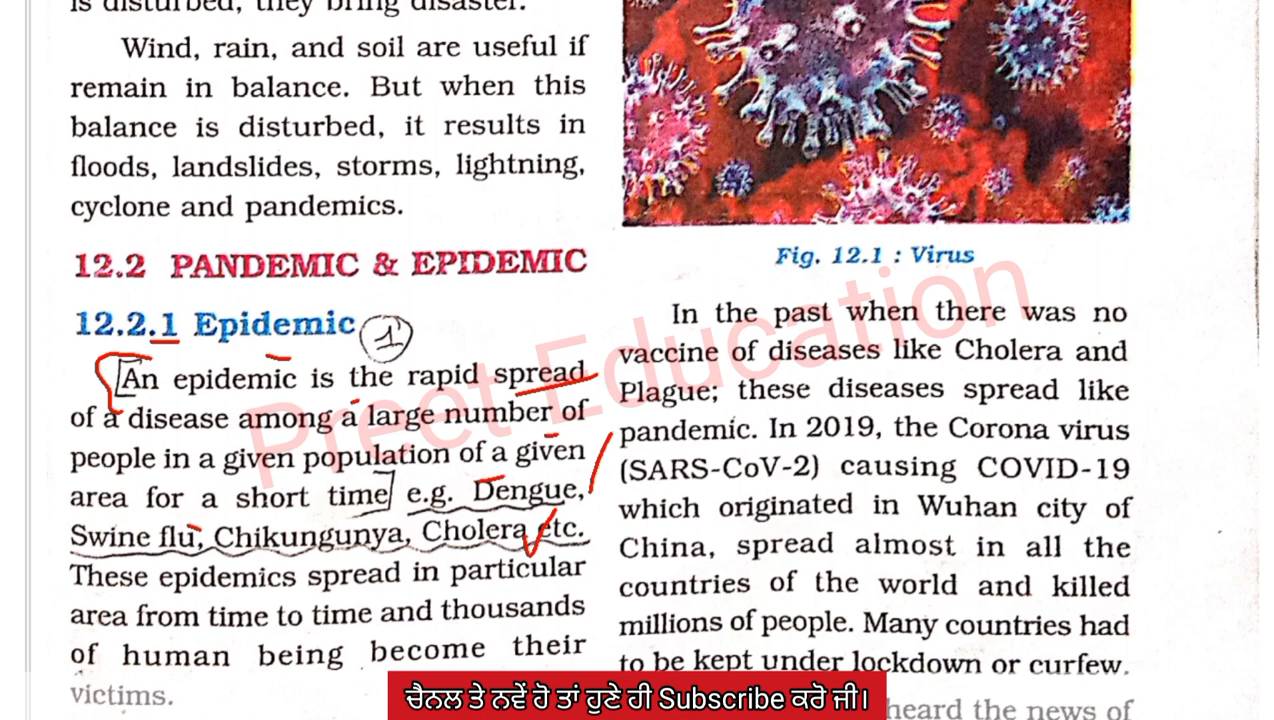 is disturbed, they bring disaster.
Wind, rain, and soil are useful if
remain in balance. But when this
balance is disturbed, it results in
floods, landslides, storms, lightning,
cyclone and pandemics.
12.2 PANDEMIC & EPIDEMIC
12.2.1 Epidemic 1
An epidemic is the rapid spread
of a disease among a large number of
people in a given population of a given
area for a short time e.g. Dengue,
Swine flu, Chikungunya, Cholera etc.
These epidemics spread in particular
area from time to time and thousands
of human being become their
victims.
Fig. 12.1 : Virus
In the past when there was no
vaccine of diseases like Cholera and
Plague; these diseases spread like
pandemic. In 2019, the Corona virus
(SARS-CoV-2) causing COVID-19
which originated in Wuhan city of
China, spread almost in all the
countries of the world and killed
millions of people. Many countries had
to be kept under lockdown or curfew.
heard the news of
Preet Education
ਚੈਨਲ ਤੇ ਨਵੇਂ ਹੋ ਤਾਂ ਹੁਣੇ ਹੀ Subscribe ਕਰੋ ਜੀ।